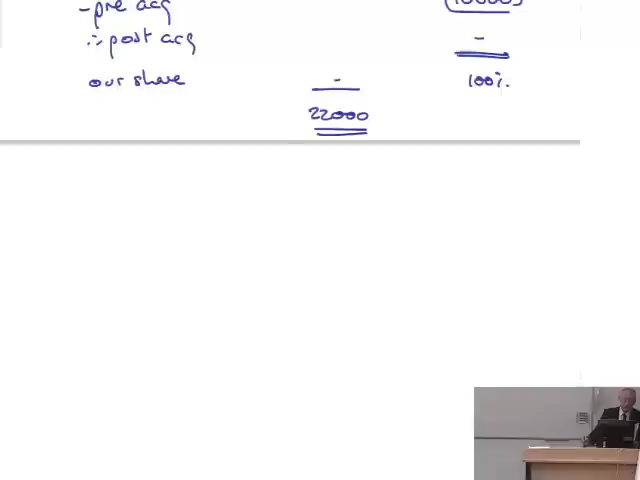 - pre acq
∴ post acq -
our share - 100%.
22000